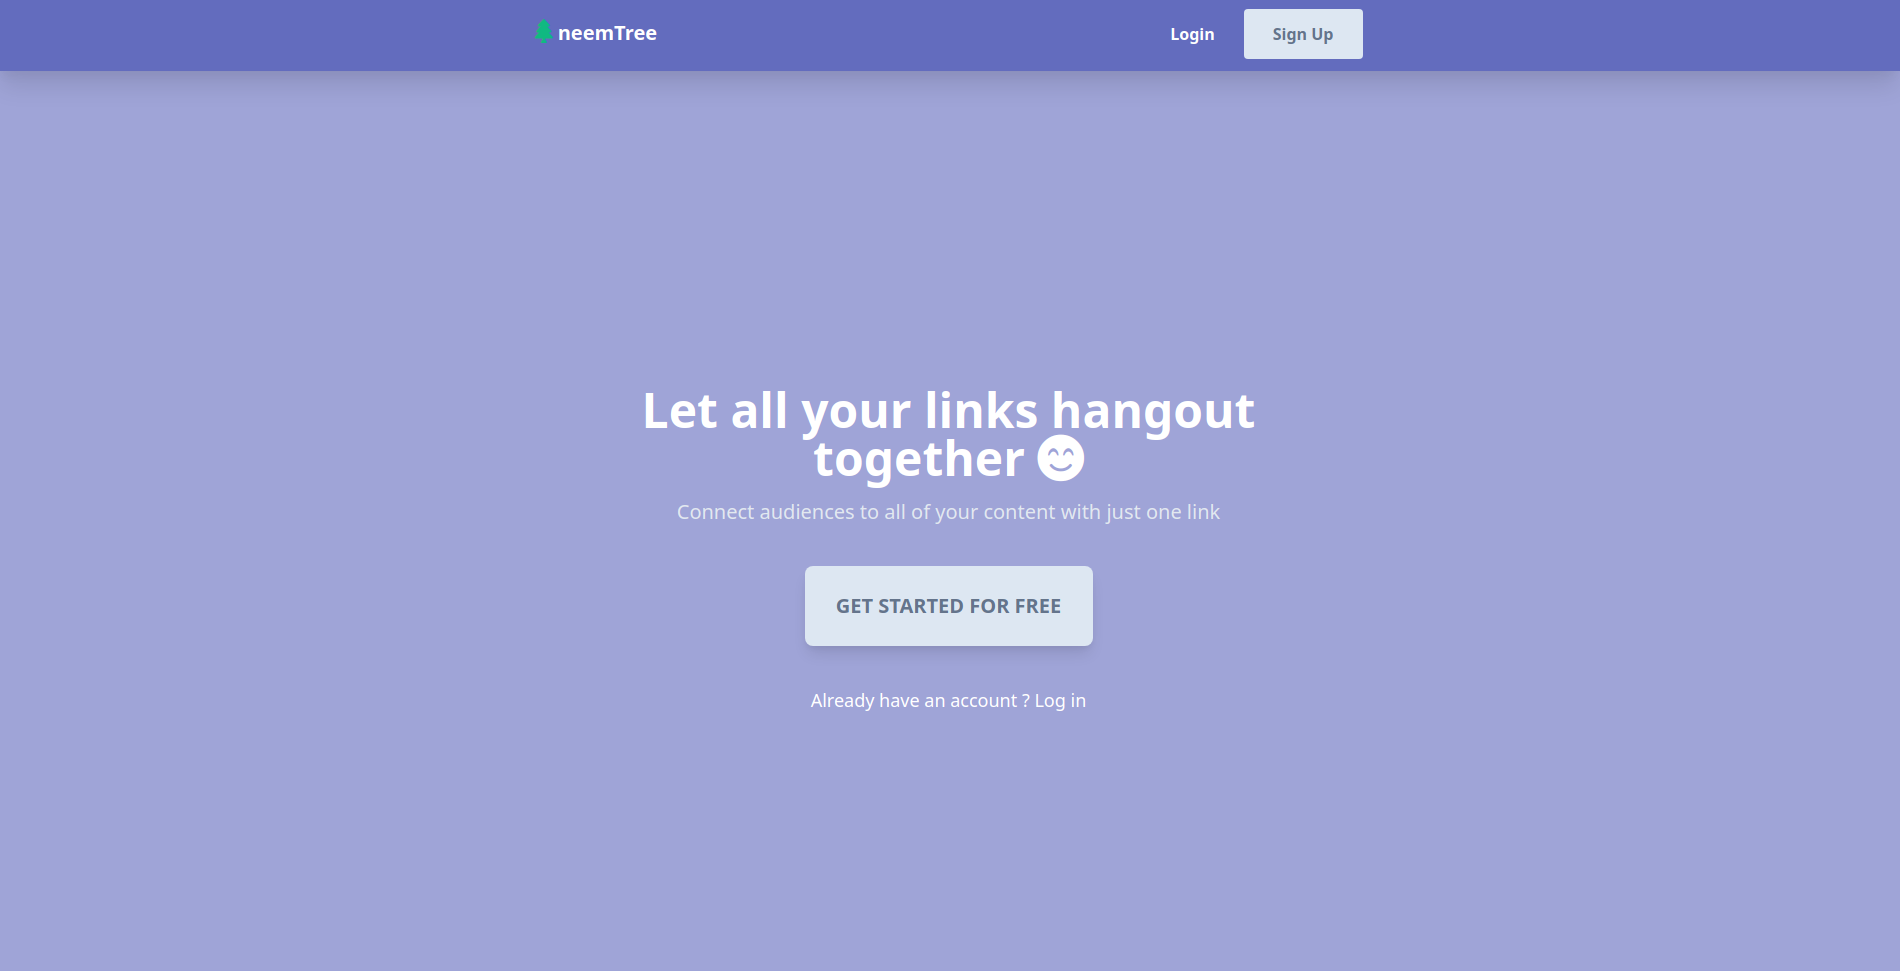 neemTree
Login
Sign Up
Let all your links hangout
together 😊
Connect audiences to all of your content with just one link
GET STARTED FOR FREE
Already have an account ? Log in